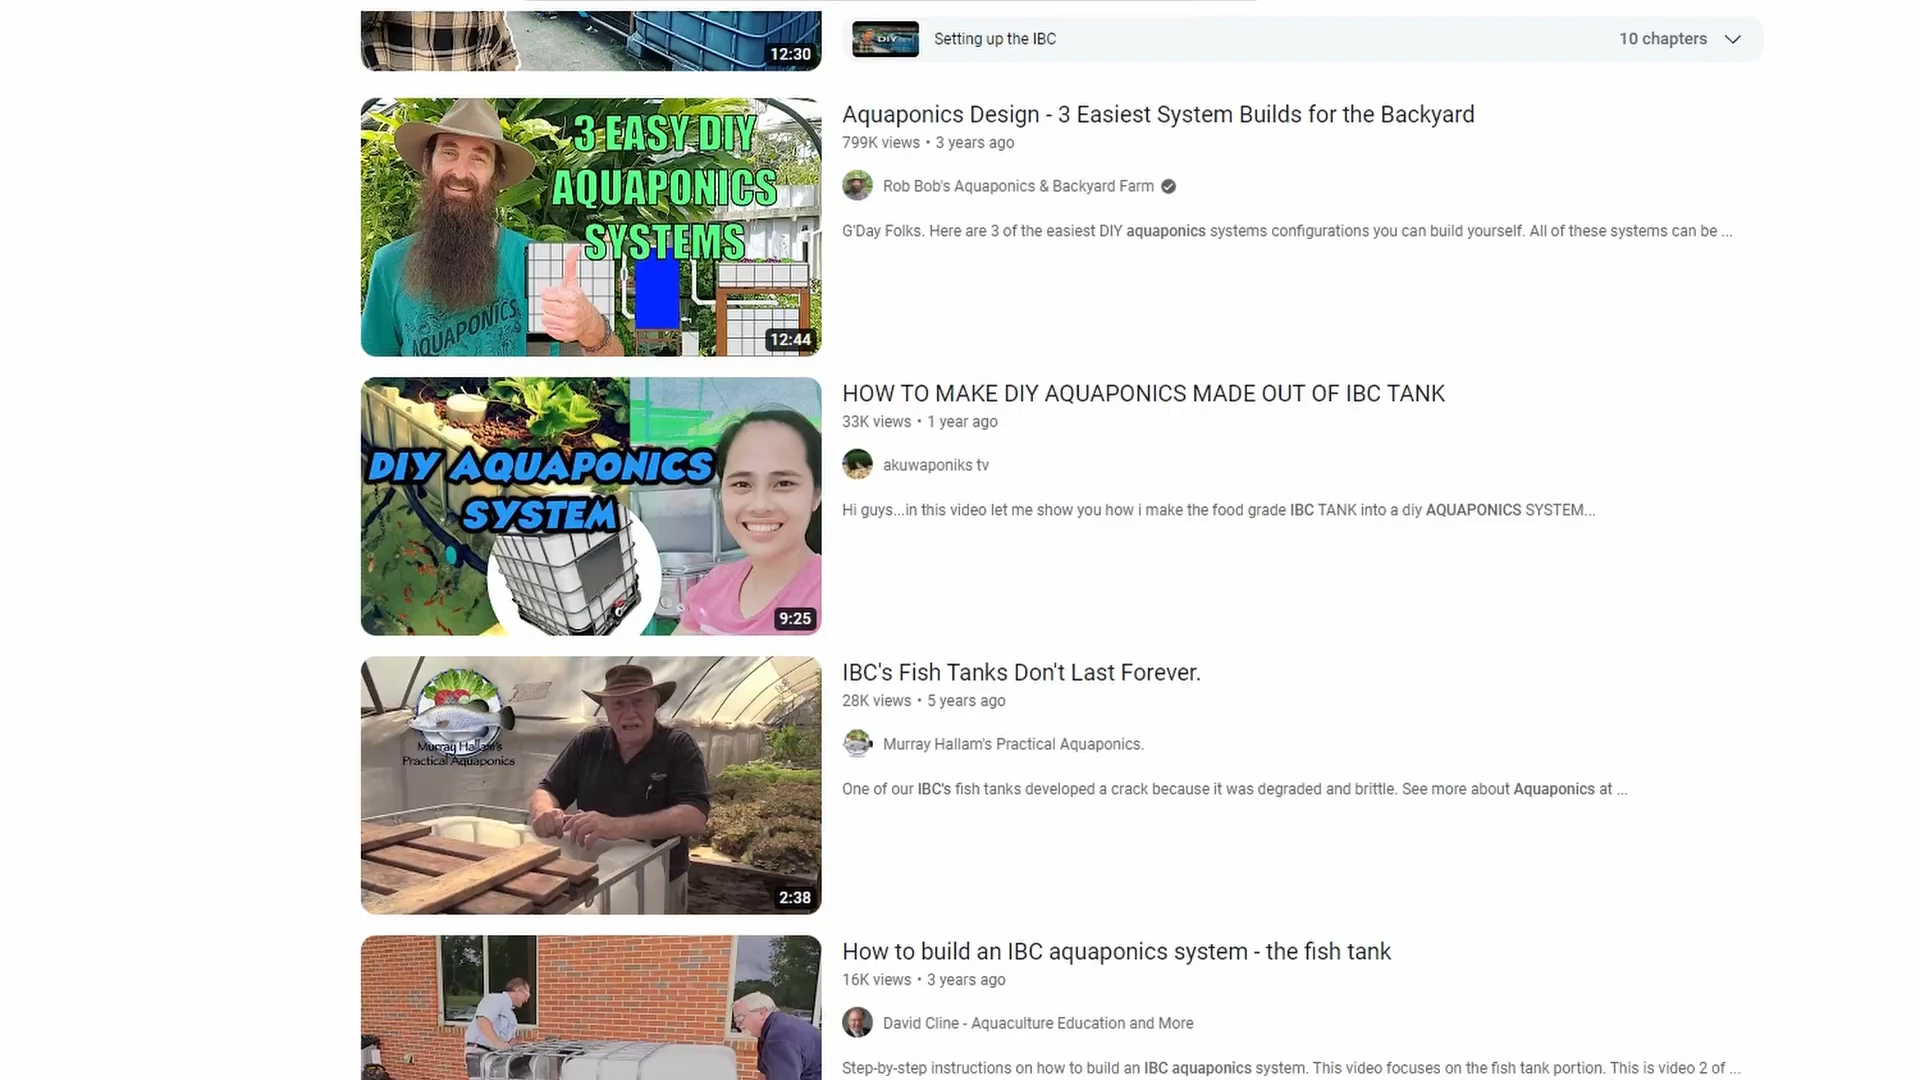 12:30
DIY
Setting up the IBC
10 chapters
3 EASY DIY
AQUAPONICS
SYSTEMS
AQUAPONICS
12:44
Aquaponics Design - 3 Easiest System Builds for the Backyard
799K views • 3 years ago
Rob Bob's Aquaponics & Backyard Farm
G'Day Folks. Here are 3 of the easiest DIY aquaponics systems configurations you can build yourself. All of these systems can be ...
DIY AQUAPONICS
SYSTEM
9:25
HOW TO MAKE DIY AQUAPONICS MADE OUT OF IBC TANK
33K views • 1 year ago
akuwaponiks tv
Hi guys...in this video let me show you how i make the food grade IBC TANK into a diy AQUAPONICS SYSTEM...
Murray Hallam's
Practical Aquaponics
2:38
IBC's Fish Tanks Don't Last Forever.
28K views • 5 years ago
Murray Hallam's Practical Aquaponics.
One of our IBC's fish tanks developed a crack because it was degraded and brittle. See more about Aquaponics at ...
How to build an IBC aquaponics system - the fish tank
16K views • 3 years ago
David Cline - Aquaculture Education and More
Step-by-step instructions on how to build an IBC aquaponics system. This video focuses on the fish tank portion. This is video 2 of ...